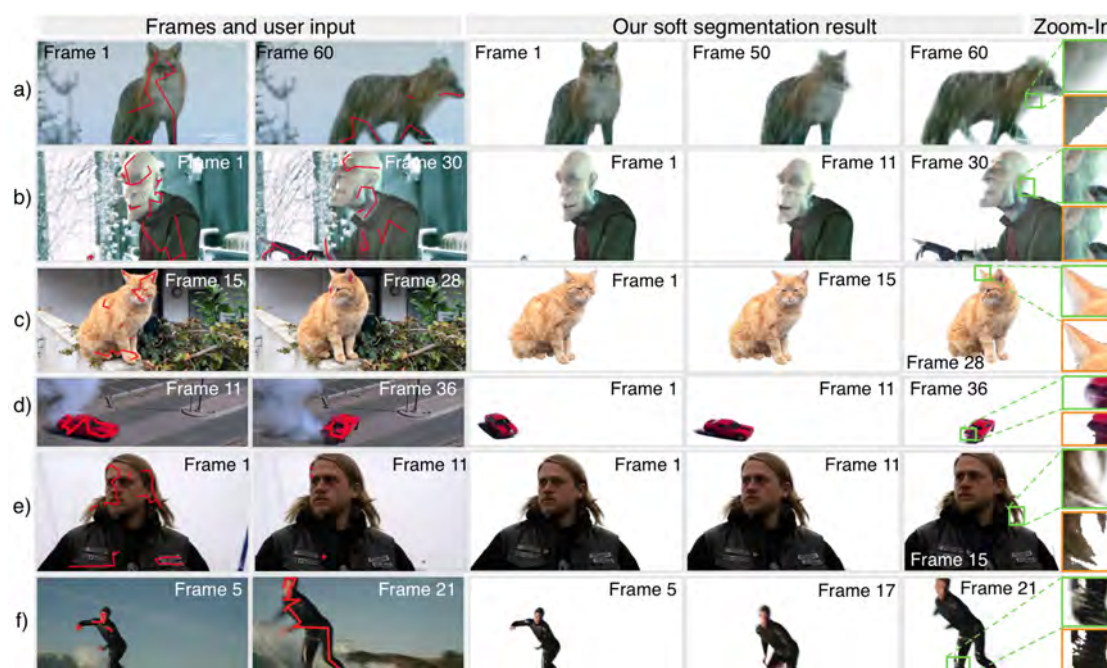 Frames and user input Our soft segmentation result Zoom-In
a) Frame 1 Frame 60 Frame 1 Frame 50 Frame 60
b) Frame 1 Frame 30 Frame 1 Frame 11 Frame 30
c) Frame 15 Frame 28 Frame 1 Frame 15 Frame 28
d) Frame 11 Frame 36 Frame 1 Frame 11 Frame 36
e) Frame 1 Frame 11 Frame 1 Frame 11 Frame 15
f) Frame 5 Frame 21 Frame 5 Frame 17 Frame 21